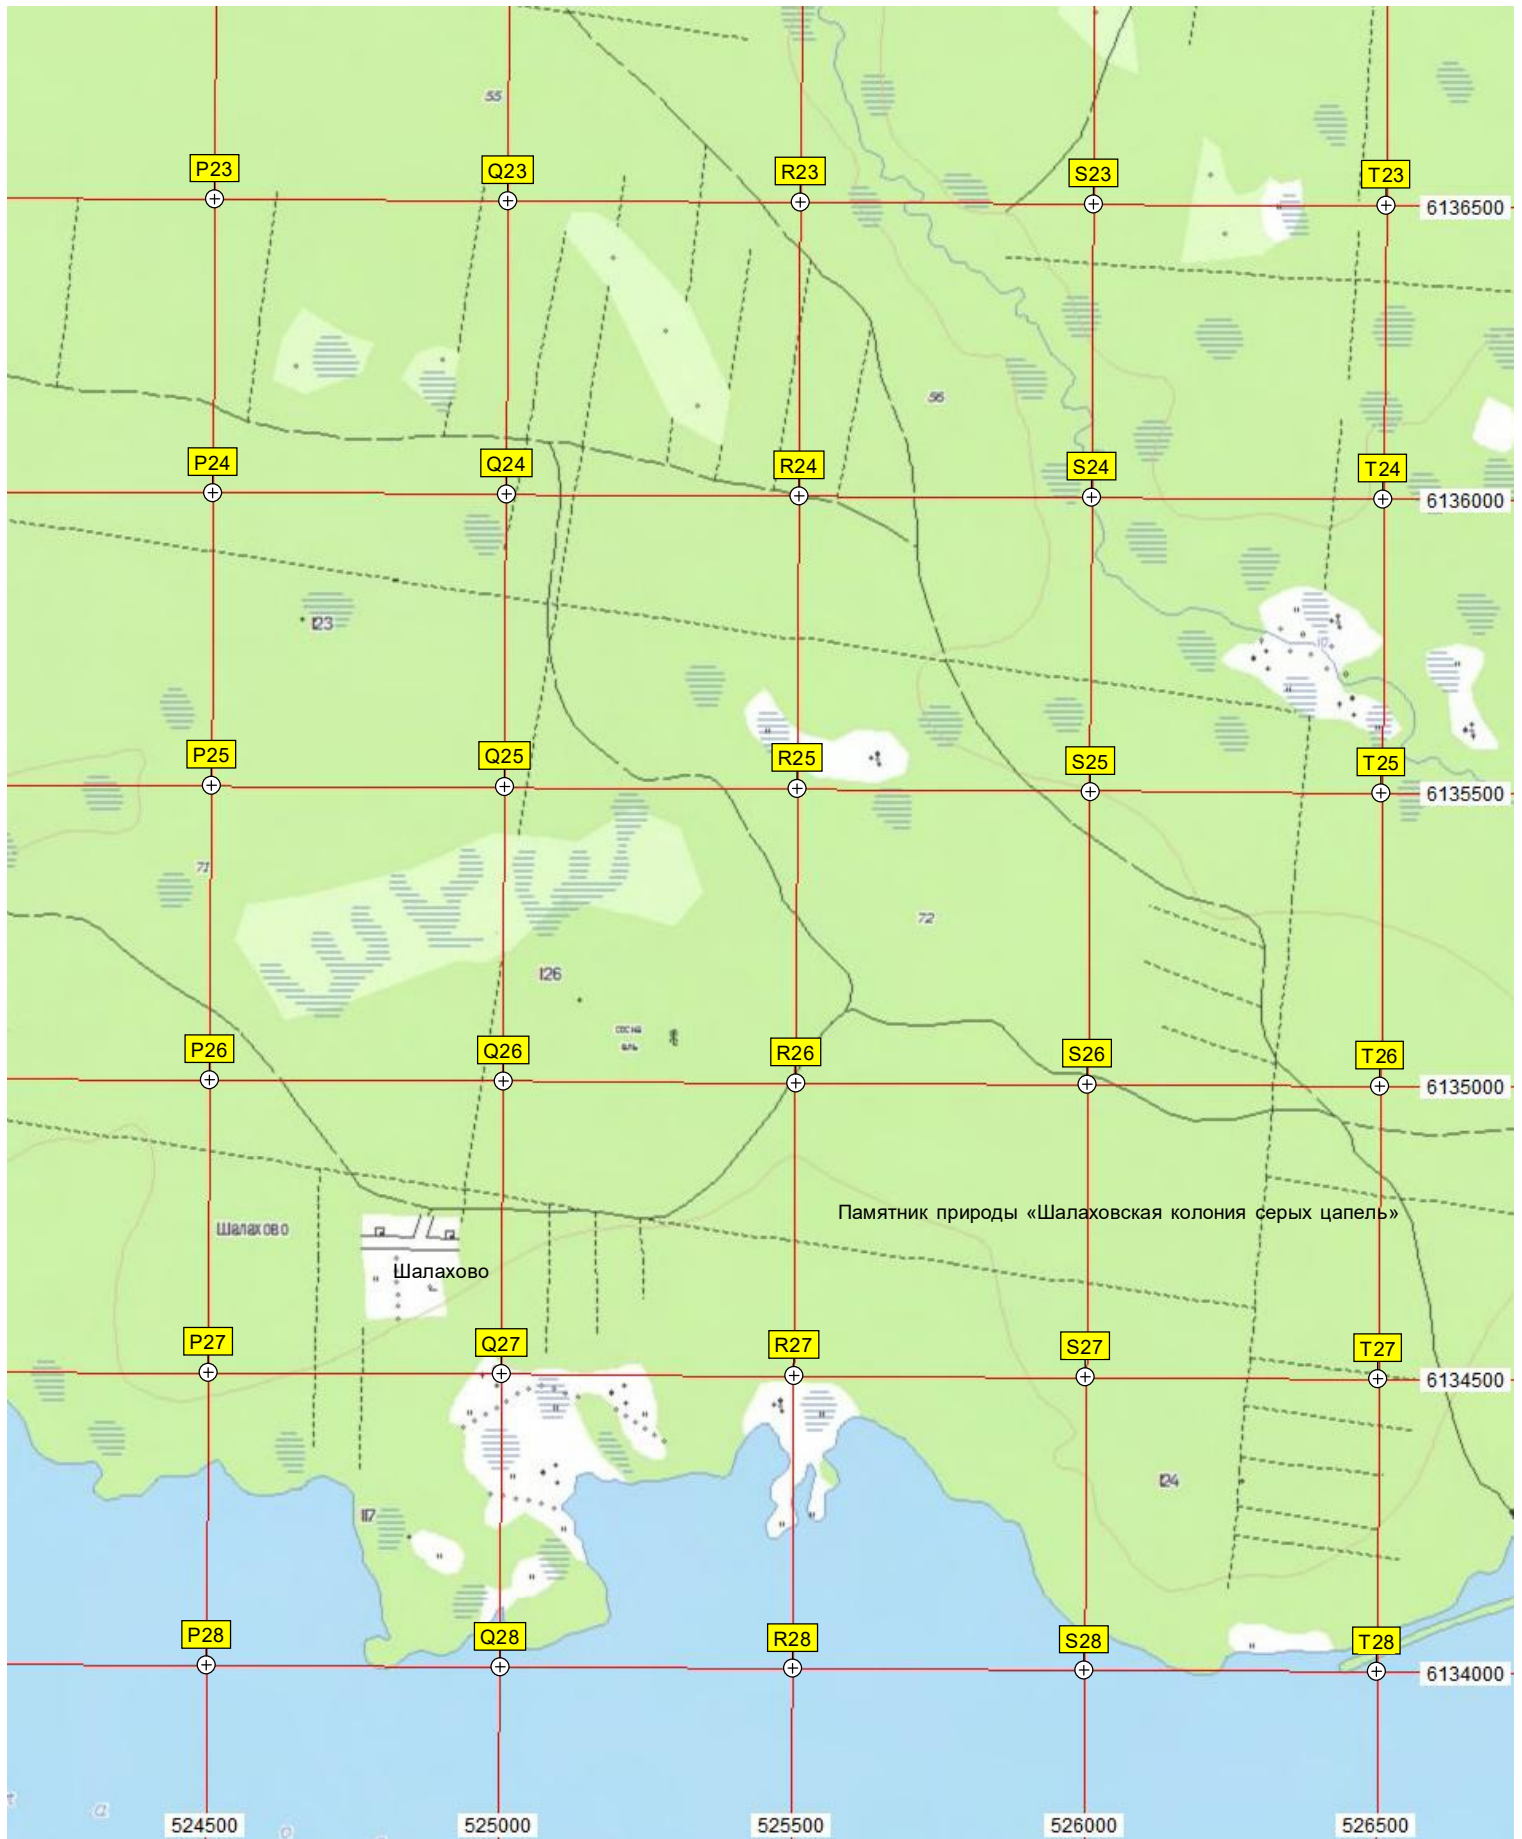 55
P23 Q23 R23 S23 T23
6136500
56
P24 Q24 R24 S24 T24
6136000
123
10
P25 Q25 R25 S25 T25
6135500
71
72
126
сосна
ель
P26 Q26 R26 S26 T26
6135000
Памятник природы «Шалаховская колония серых цапель»
Шалахово
Шалахово
P27 Q27 R27 S27 T27
6134500
124
117
P28 Q28 R28 S28 T28
6134000
а
о
524500 525000 525500 526000 526500